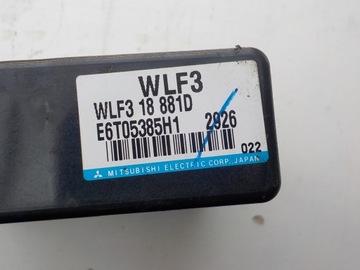 WLF3
WLF3 18 881D
E6T05385H1 2926
022
MITSUBISHI ELECTRIC CORP. JAPAN